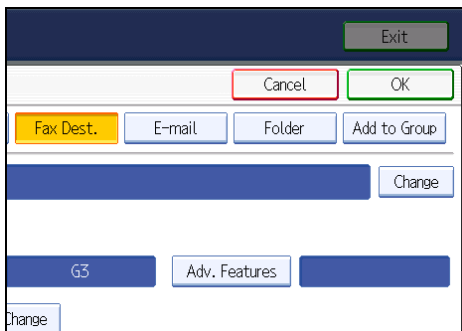 Exit
Cancel OK
Fax Dest. E-mail Folder Add to Group
Change
G3 Adv. Features
Change